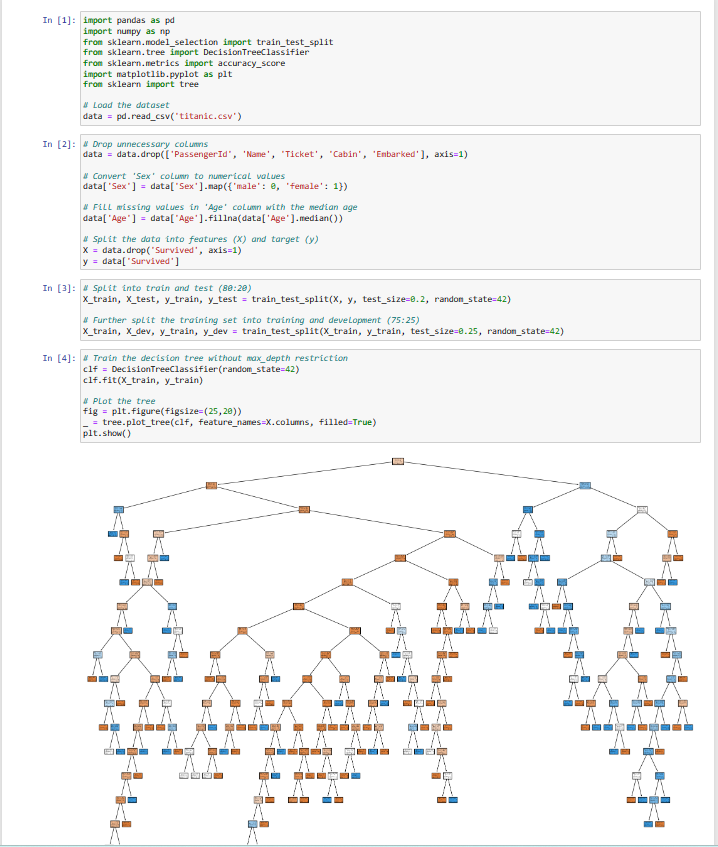 In [1]: import pandas as pd
import numpy as np
from sklearn.model_selection import train_test_split
from sklearn.tree import DecisionTreeClassifier
from sklearn.metrics import accuracy_score
import matplotlib.pyplot as plt
from sklearn import tree
# Load the dataset
data = pd.read_csv('titanic.csv')
In [2]: # Drop unnecessary columns
data = data.drop(['PassengerId', 'Name', 'Ticket', 'Cabin', 'Embarked'], axis=1)
# Convert 'Sex' column to numerical values
data['Sex'] = data['Sex'].map({'male': 0, 'female': 1})
# Fill missing values in 'Age' column with the median age
data['Age'] = data['Age'].fillna(data['Age'].median())
# Split the data into features (X) and target (y)
X = data.drop('Survived', axis=1)
y = data['Survived']
In [3]: # Split into train and test (80:20)
X_train, X_test, y_train, y_test = train_test_split(X, y, test_size=0.2, random_state=42)
# Further split the training set into training and development (75:25)
X_train, X_dev, y_train, y_dev = train_test_split(X_train, y_train, test_size=0.25, random_state=42)
In [4]: # Train the decision tree without max_depth restriction
clf = DecisionTreeClassifier(random_state=42)
clf.fit(X_train, y_train)
# Plot the tree
fig = plt.figure(figsize=(25,20))
_ = tree.plot_tree(clf, feature_names=X.columns, filled=True)
plt.show()